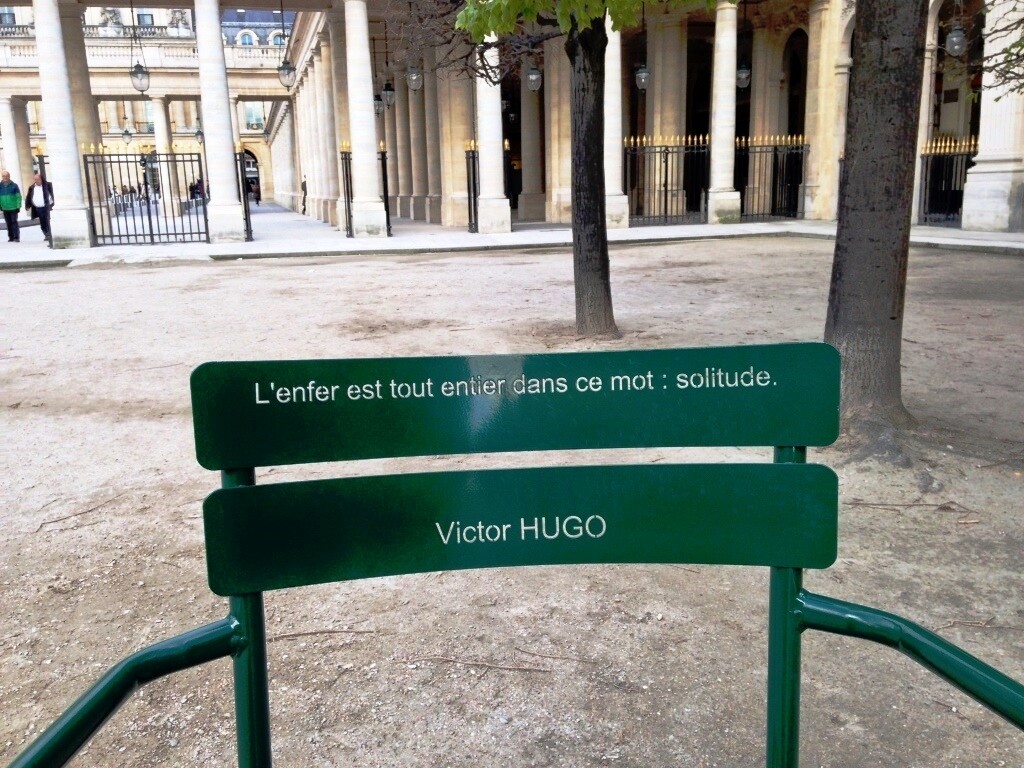 L'enfer est tout entier dans ce mot : solitude.
Victor HUGO